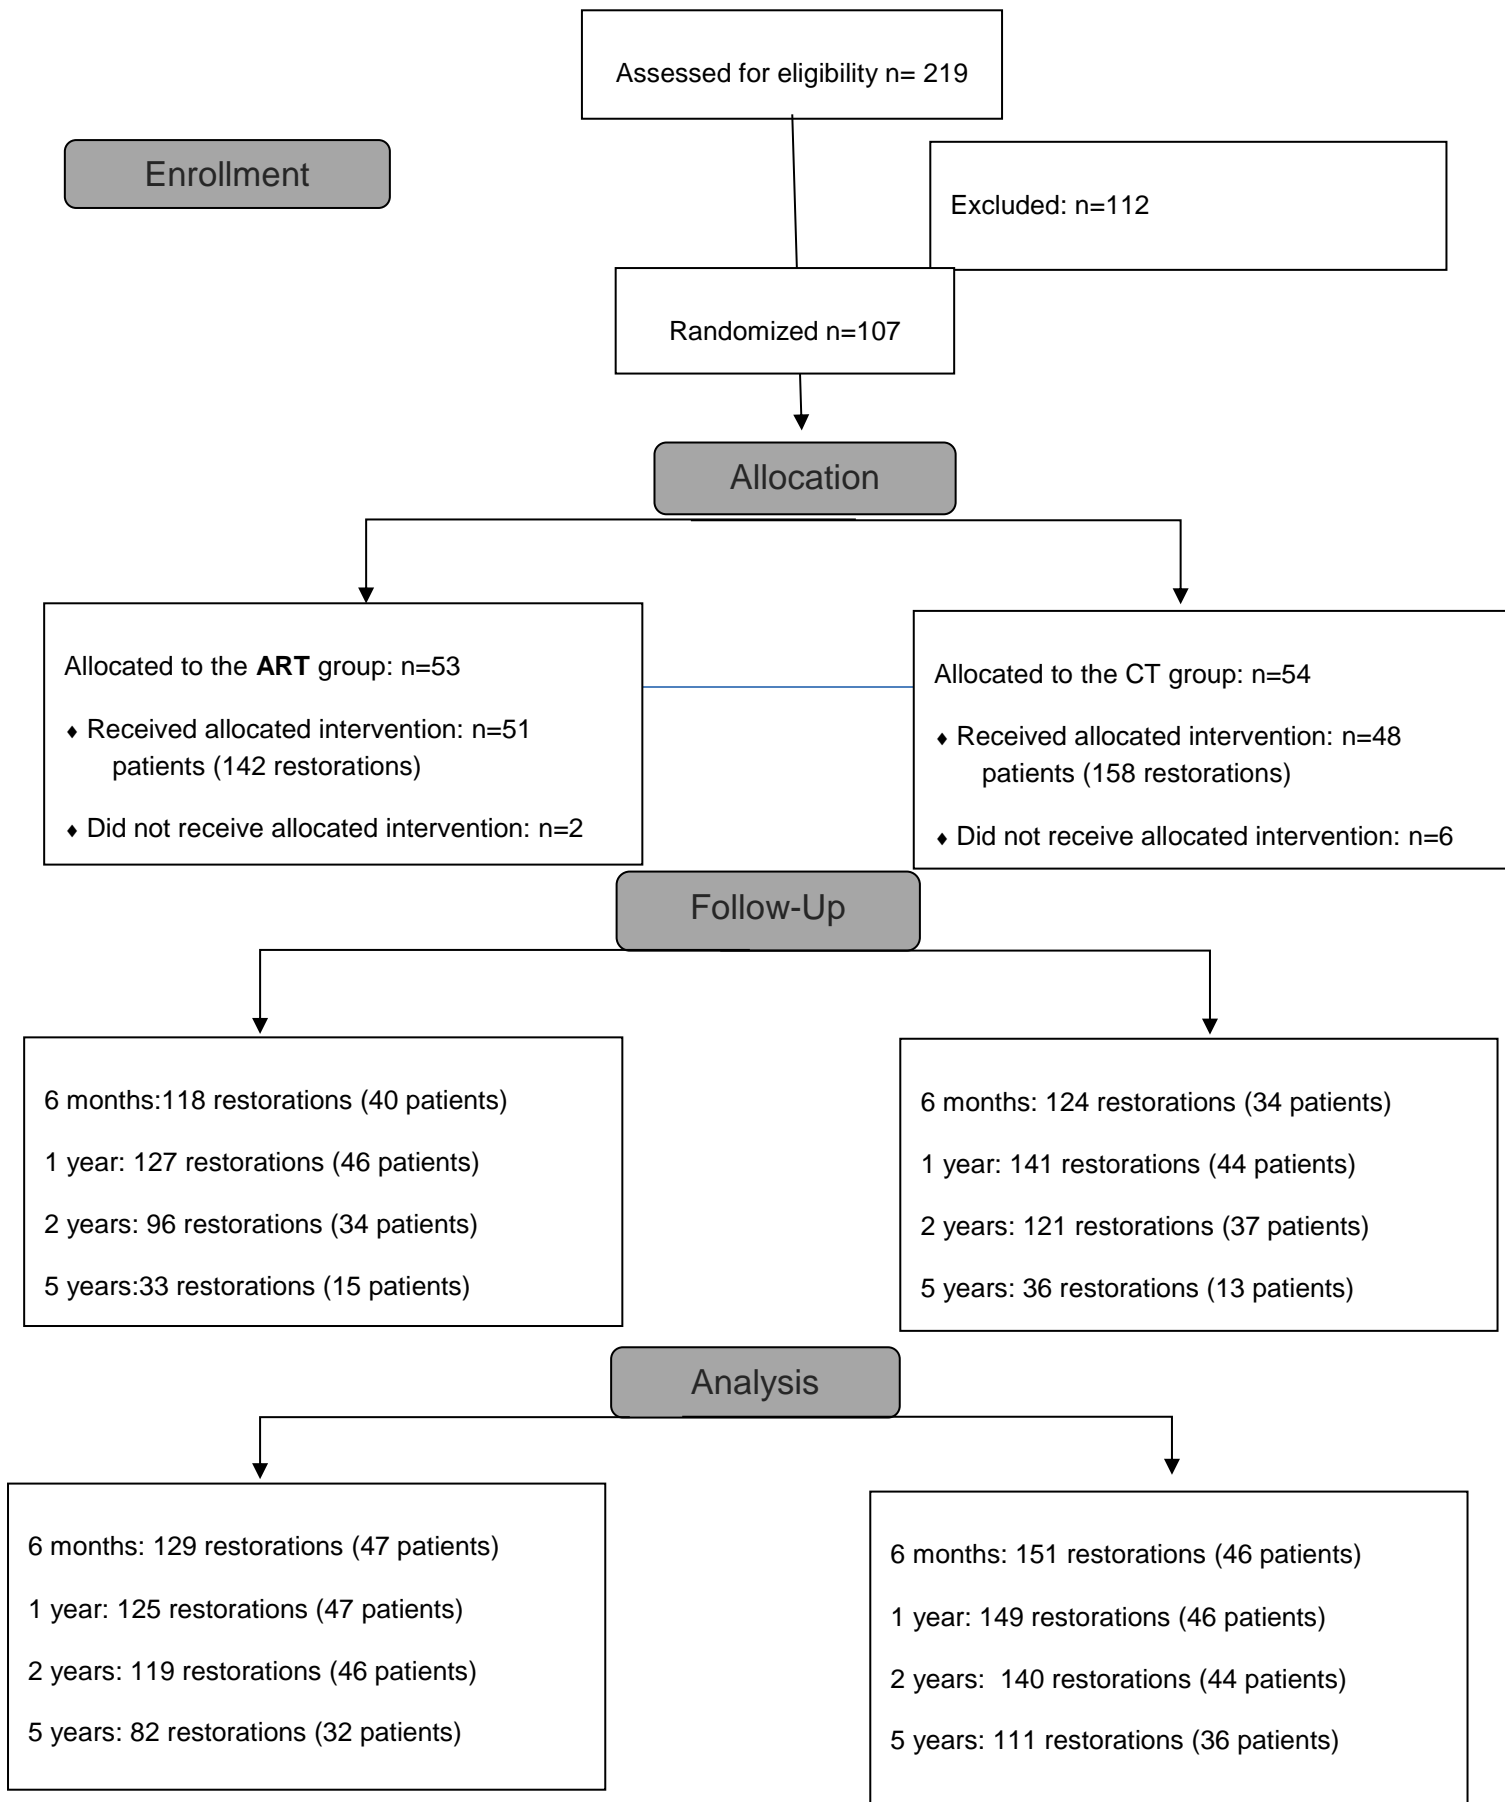 Assessed for eligibility n= 219
Enrollment
Excluded: n=112
Randomized n=107
Allocation
Allocated to the ART group: n=53
♦ Received allocated intervention: n=51
patients (142 restorations)
♦ Did not receive allocated intervention: n=2
Allocated to the CT group: n=54
♦ Received allocated intervention: n=48
patients (158 restorations)
♦ Did not receive allocated intervention: n=6
Follow-Up
6 months:118 restorations (40 patients)
1 year: 127 restorations (46 patients)
2 years: 96 restorations (34 patients)
5 years:33 restorations (15 patients)
6 months: 124 restorations (34 patients)
1 year: 141 restorations (44 patients)
2 years: 121 restorations (37 patients)
5 years: 36 restorations (13 patients)
Analysis
6 months: 129 restorations (47 patients)
1 year: 125 restorations (47 patients)
2 years: 119 restorations (46 patients)
5 years: 82 restorations (32 patients)
6 months: 151 restorations (46 patients)
1 year: 149 restorations (46 patients)
2 years:  140 restorations (44 patients)
5 years: 111 restorations (36 patients)